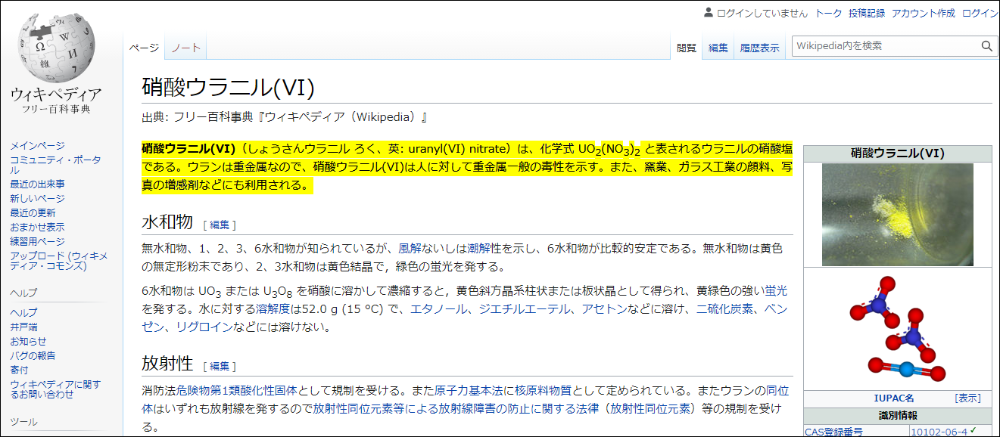 ログインしていません トーク 投稿記録 アカウント作成 ログイン
ページ ノート 閲覧 編集 履歴表示 Wikipedia内を検索
ウィキペディア
フリー百科事典
メインページ
コミュニティ・ポータ
ル
最近の出来事
新しいページ
最近の更新
おまかせ表示
練習用ページ
アップロード (ウィキメ
ディア・コモンズ)
ヘルプ
ヘルプ
井戸端
お知らせ
バグの報告
寄付
ウィキペディアに関す
るお問い合わせ
ツール
硝酸ウラニル(VI)
出典: フリー百科事典『ウィキペディア（Wikipedia）』
硝酸ウラニル(VI)（しょうさんウラニル ろく、英: uranyl(VI) nitrate）は、化学式 UO2(NO3)2 と表されるウラニルの硝酸塩
である。ウランは重金属なので、硝酸ウラニル(VI)は人に対して重金属一般の毒性を示す。また、窯業、ガラス工業の顔料、写
真の増感剤などにも利用される。
水和物 [ 編集 ]
無水和物、1、2、3、6水和物が知られているが、風解ないしは潮解性を示し、6水和物が比較的安定である。無水和物は黄色
の無定形粉末であり、2、3水和物は黄色結晶で，緑色の蛍光を発する。
6水和物は UO3 または U3O8 を硝酸に溶かして濃縮すると，黄色斜方晶系柱状または板状晶として得られ、黄緑色の強い蛍光
を発する。水に対する溶解度は52.0 g (15 ℃) で、エタノール、ジエチルエーテル、アセトンなどに溶け、二硫化炭素、ベン
ゼン、リグロインなどには溶けない。
放射性 [ 編集 ]
消防法危険物第1類酸化性固体として規制を受ける。また原子力基本法に核原料物質として定められている。またウランの同位
体はいずれも放射線を発するので放射性同位元素等による放射線障害の防止に関する法律（放射性同位元素）等の規制を受け
る。
硝酸ウラニル(VI)
IUPAC名 [表示]
識別情報
CAS登録番号 10102-06-4 ✓